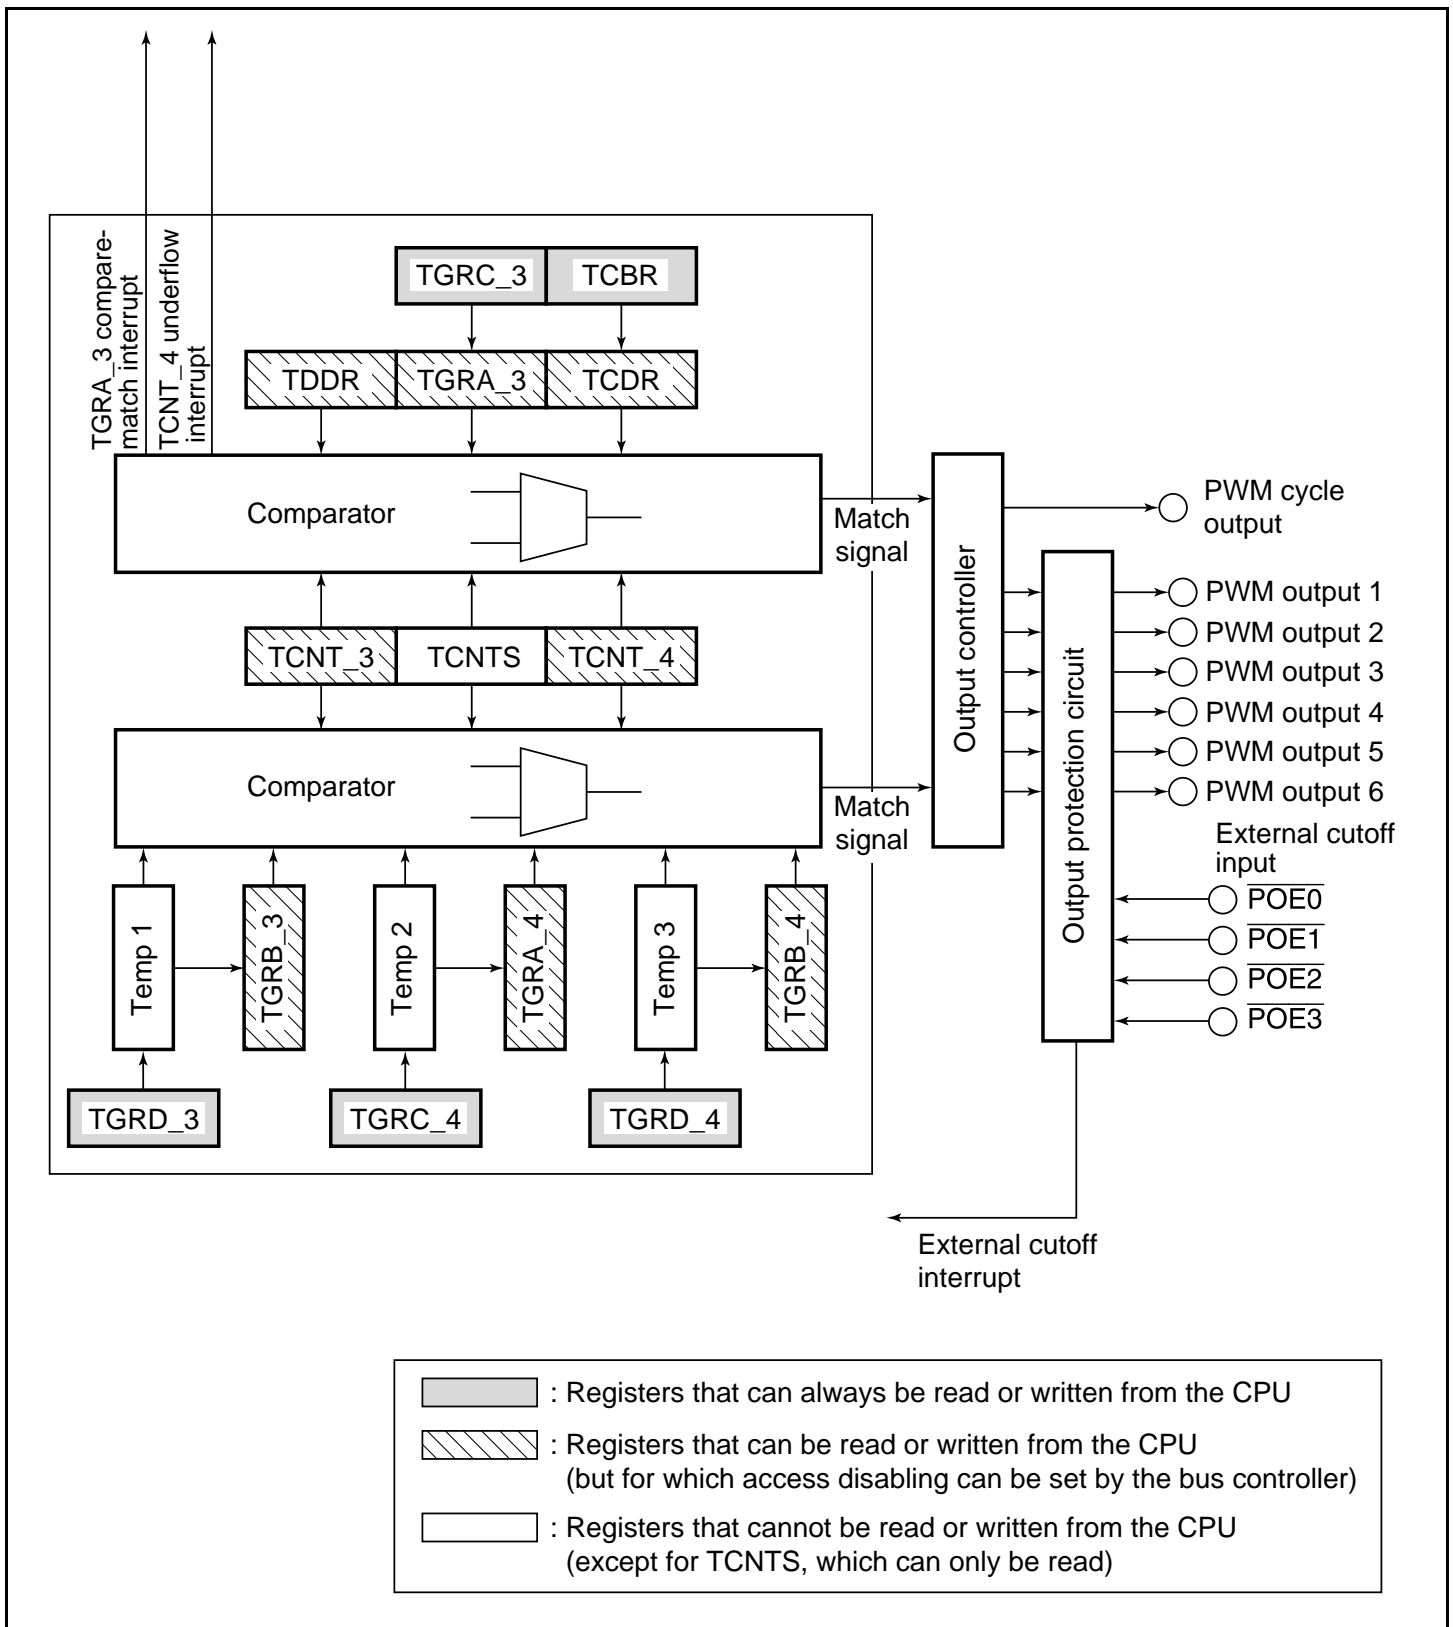 TGRA_3 compare-
match interrupt
TCNT_4 underflow
interrupt
TGRC_3
TCBR
TDDR
TGRA_3
TCDR
Comparator
Match
signal
TCNT_3
TCNTS
TCNT_4
Comparator
Match
signal
Temp 1
TGRB_3
Temp 2
TGRA_4
Temp 3
TGRB_4
TGRD_3
TGRC_4
TGRD_4
Output controller
Output protection circuit
PWM cycle
output
PWM output 1
PWM output 2
PWM output 3
PWM output 4
PWM output 5
PWM output 6
External cutoff
input
POE0
POE1
POE2
POE3
External cutoff
interrupt
: Registers that can always be read or written from the CPU
: Registers that can be read or written from the CPU
(but for which access disabling can be set by the bus controller)
: Registers that cannot be read or written from the CPU
(except for TCNTS, which can only be read)